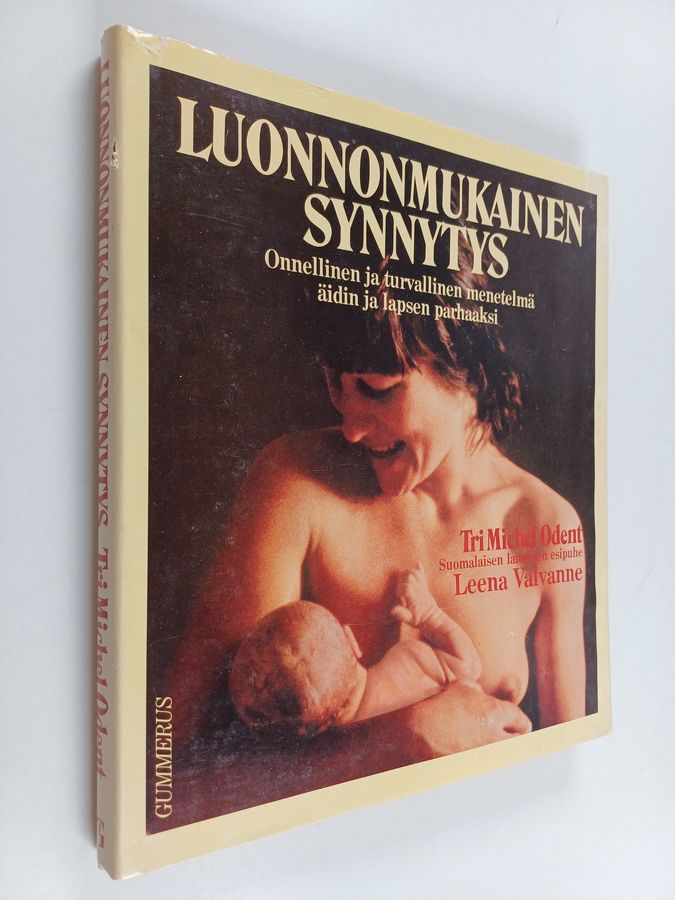 LUONNONMUKAINEN
SYNNYTYS
Onnellinen ja turvallinen menetelmä
äidin ja lapsen parhaaksi
Tri Michel Odent
Suomalaisen laitoksen esipuhe
Leena Valvanne
GUMMERUS
LUONNONMUKAINEN SYNNYTYS Tri Michel Odent G